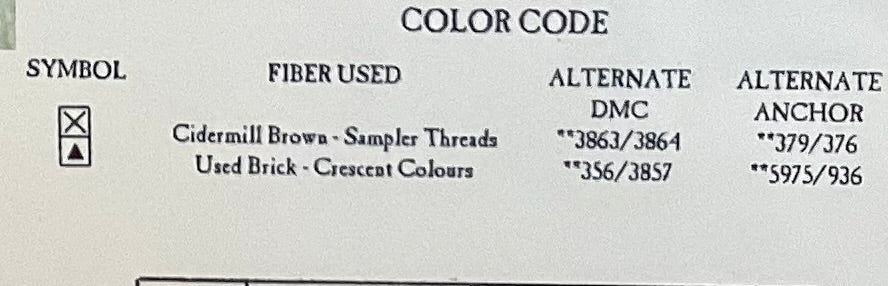 COLOR CODE
SYMBOL FIBER USED ALTERNATE DMC ALTERNATE ANCHOR
Cidermill Brown - Sampler Threads **3863/3864 **379/376
Used Brick - Crescent Colours **356/3857 **5975/936